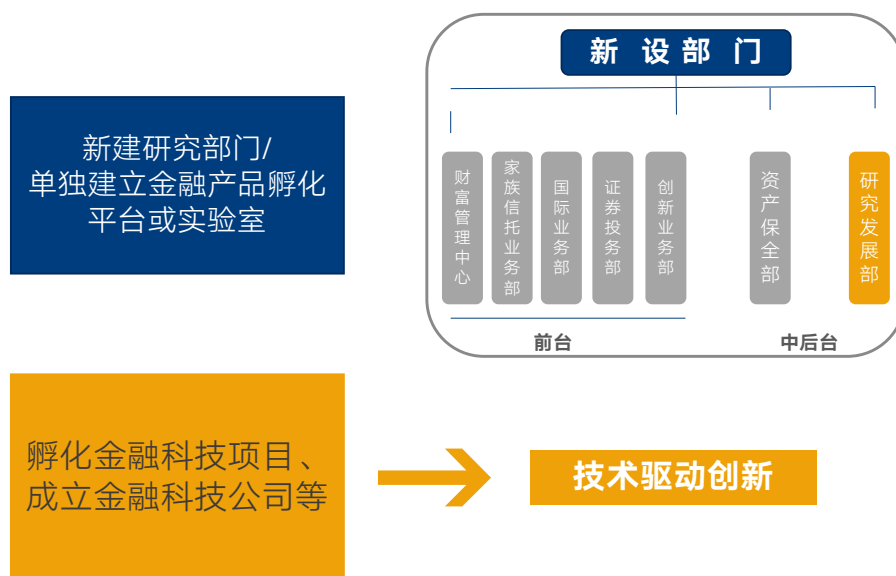 新建研究部门/
单独建立金融产品孵化
平台或实验室
新 设 部 门
财富管理中心
家族信托业务部
国际业务部
证券投务部
创新业务部
资产保全部
研究发展部
前台
中后台
孵化金融科技项目、
成立金融科技公司等
技术驱动创新